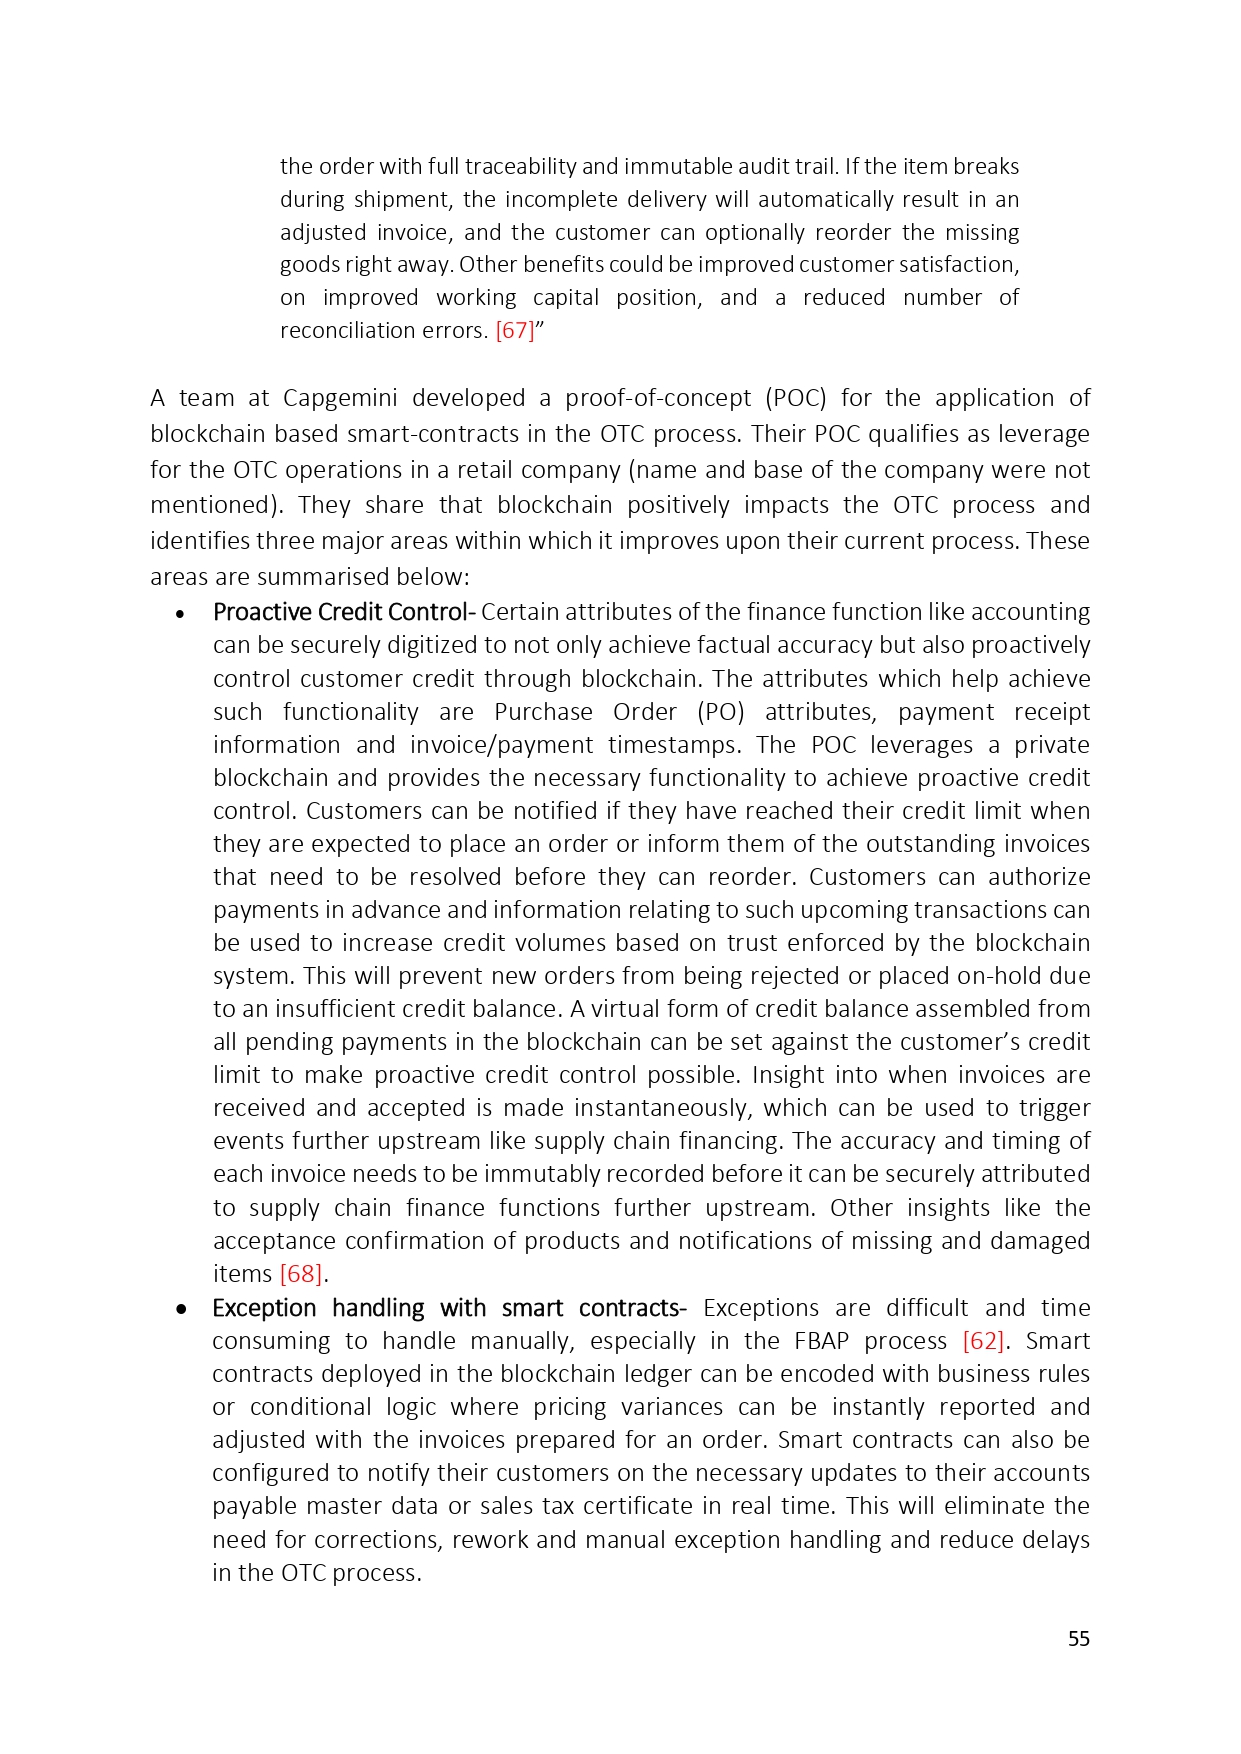 the order with full traceability and immutable audit trail. If the item breaks
during shipment, the incomplete delivery will automatically result in an
adjusted invoice, and the customer can optionally reorder the missing
goods right away. Other benefits could be improved customer satisfaction,
on improved working capital position, and a reduced number of
reconciliation errors. [67]”
A team at Capgemini developed a proof-of-concept (POC) for the application of
blockchain based smart-contracts in the OTC process. Their POC qualifies as leverage
for the OTC operations in a retail company (name and base of the company were not
mentioned). They share that blockchain positively impacts the OTC process and
identifies three major areas within which it improves upon their current process. These
areas are summarised below:
• Proactive Credit Control- Certain attributes of the finance function like accounting
can be securely digitized to not only achieve factual accuracy but also proactively
control customer credit through blockchain. The attributes which help achieve
such functionality are Purchase Order (PO) attributes, payment receipt
information and invoice/payment timestamps. The POC leverages a private
blockchain and provides the necessary functionality to achieve proactive credit
control. Customers can be notified if they have reached their credit limit when
they are expected to place an order or inform them of the outstanding invoices
that need to be resolved before they can reorder. Customers can authorize
payments in advance and information relating to such upcoming transactions can
be used to increase credit volumes based on trust enforced by the blockchain
system. This will prevent new orders from being rejected or placed on-hold due
to an insufficient credit balance. A virtual form of credit balance assembled from
all pending payments in the blockchain can be set against the customer’s credit
limit to make proactive credit control possible. Insight into when invoices are
received and accepted is made instantaneously, which can be used to trigger
events further upstream like supply chain financing. The accuracy and timing of
each invoice needs to be immutably recorded before it can be securely attributed
to supply chain finance functions further upstream. Other insights like the
acceptance confirmation of products and notifications of missing and damaged
items [68].
• Exception handling with smart contracts- Exceptions are difficult and time
consuming to handle manually, especially in the FBAP process [62]. Smart
contracts deployed in the blockchain ledger can be encoded with business rules
or conditional logic where pricing variances can be instantly reported and
adjusted with the invoices prepared for an order. Smart contracts can also be
configured to notify their customers on the necessary updates to their accounts
payable master data or sales tax certificate in real time. This will eliminate the
need for corrections, rework and manual exception handling and reduce delays
in the OTC process.
55